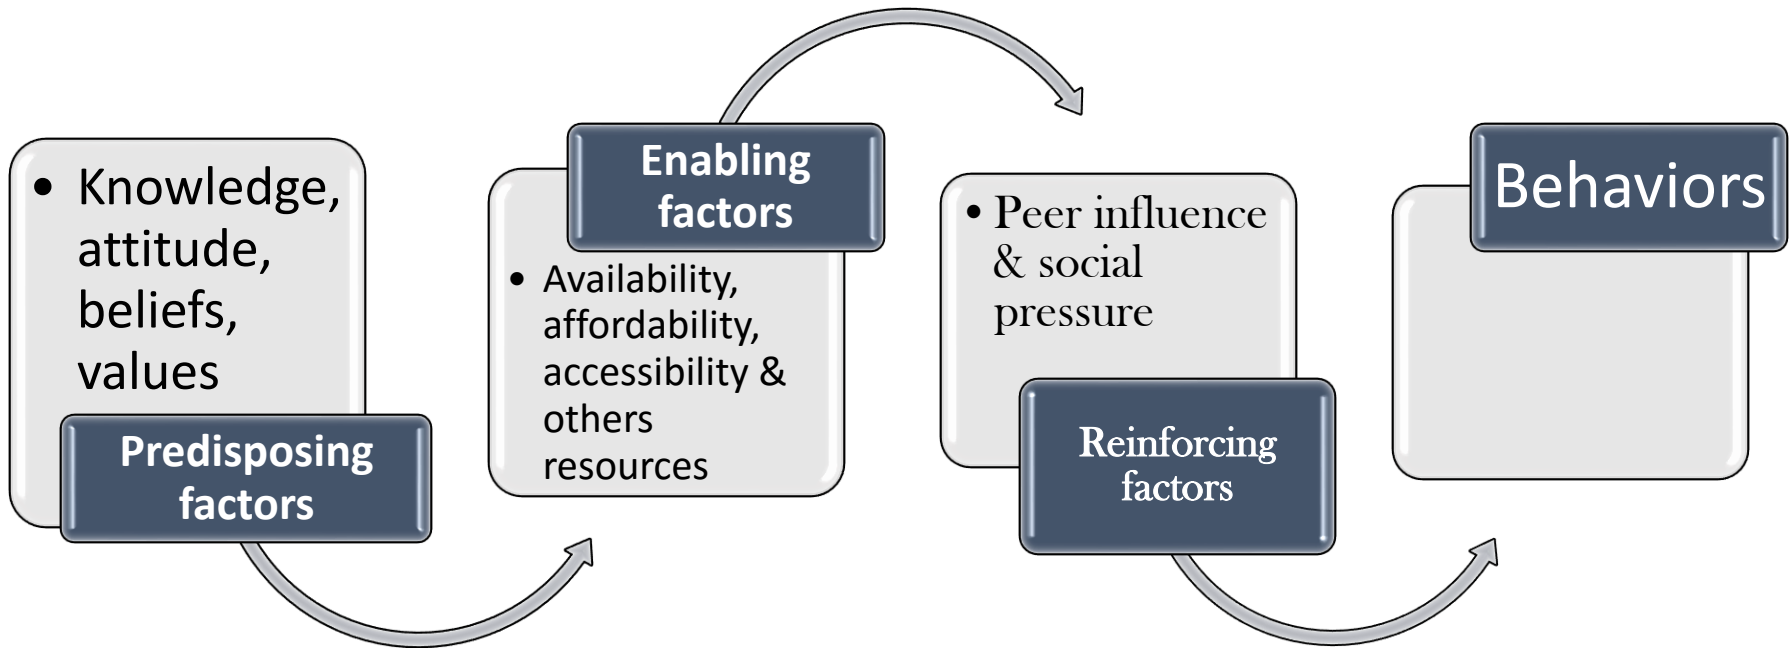 • Knowledge,
attitude,
beliefs,
values
Predisposing
factors
Enabling
factors
• Availability,
affordability,
accessibility &
others
resources
• Peer influence
& social
pressure
Reinforcing
factors
Behaviors